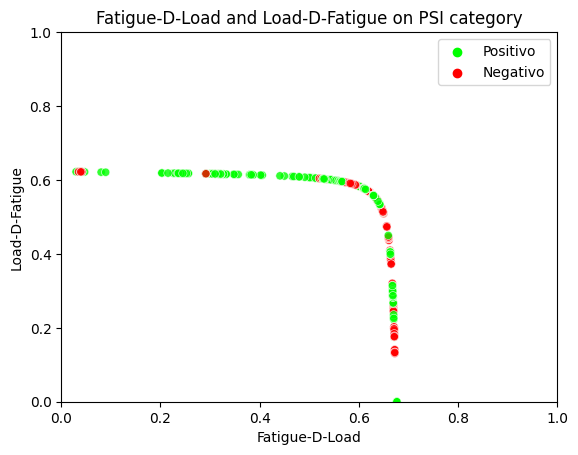 Fatigue-D-Load and Load-D-Fatigue on PSI category
1.0
0.8
0.6
0.4
0.2
0.0
Load-D-Fatigue
Positivo
Negativo
0.0 0.2 0.4 0.6 0.8 1.0
Fatigue-D-Load